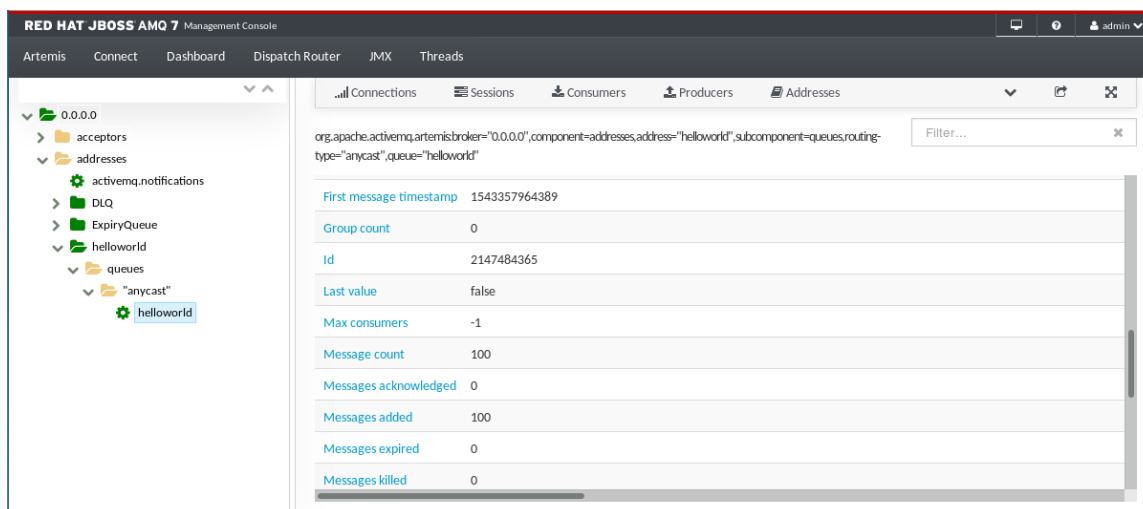 RED HAT JBOSS AMQ 7 Management Console
admin
Artemis Connect Dashboard Dispatch Router JMX Threads
Connections Sessions Consumers Producers Addresses
0.0.0.0
acceptors
addresses
activemq.notifications
DLQ
ExpiryQueue
helloworld
queues
"anycast"
helloworld
org.apache.activemq.artemis:broker="0.0.0.0",component=addresses,address="helloworld",subcomponent=queues,routing-
type="anycast",queue="helloworld"
Filter...
First message timestamp 1543357964389
Group count 0
Id 2147484365
Last value false
Max consumers -1
Message count 100
Messages acknowledged 0
Messages added 100
Messages expired 0
Messages killed 0